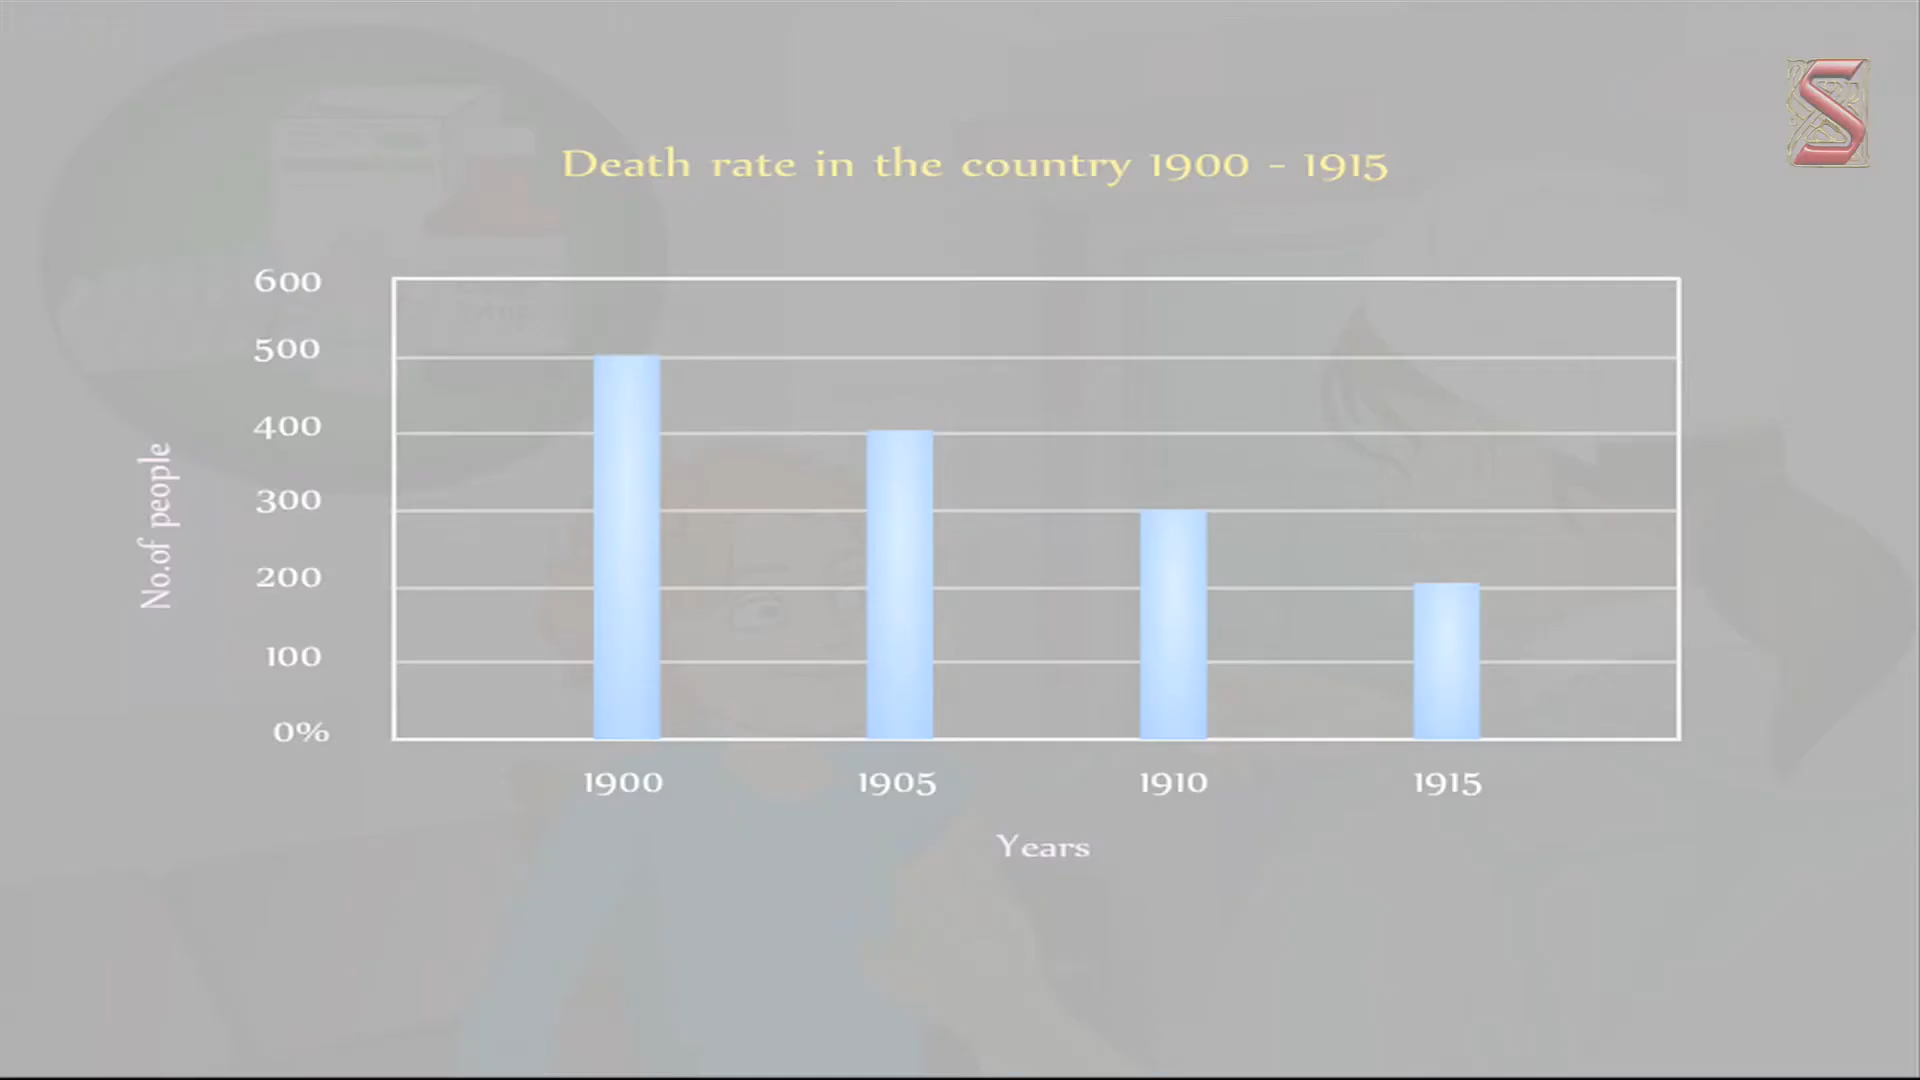 S
Death rate in the country 1900 - 1915
600
500
400
300
200
100
0%
No.of people
1900 1905 1910 1915
Years